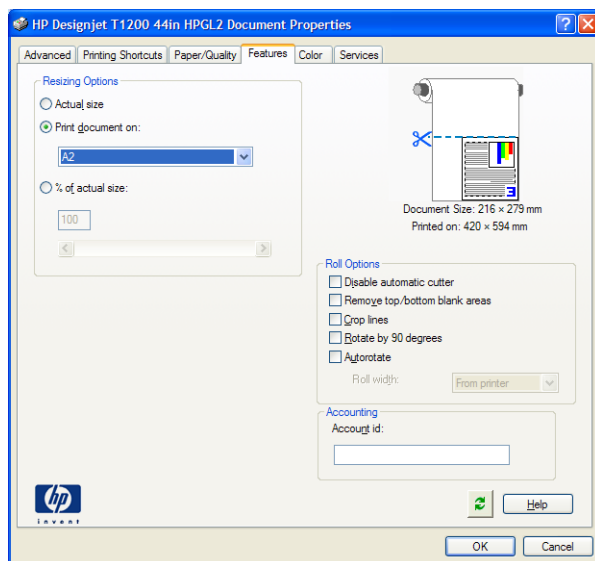 HP Designjet T1200 44in HPGL2 Document Properties
Advanced Printing Shortcuts Paper/Quality Features Color Services
Resizing Options
Actual size
Print document on:
A2
% of actual size:
100
3
Document Size: 216 × 279 mm
Printed on: 420 × 594 mm
Roll Options
Disable automatic cutter
Remove top/bottom blank areas
Crop lines
Rotate by 90 degrees
Autorotate
Roll width: From printer
Accounting
Account id:
hp
invent
Help
OK Cancel